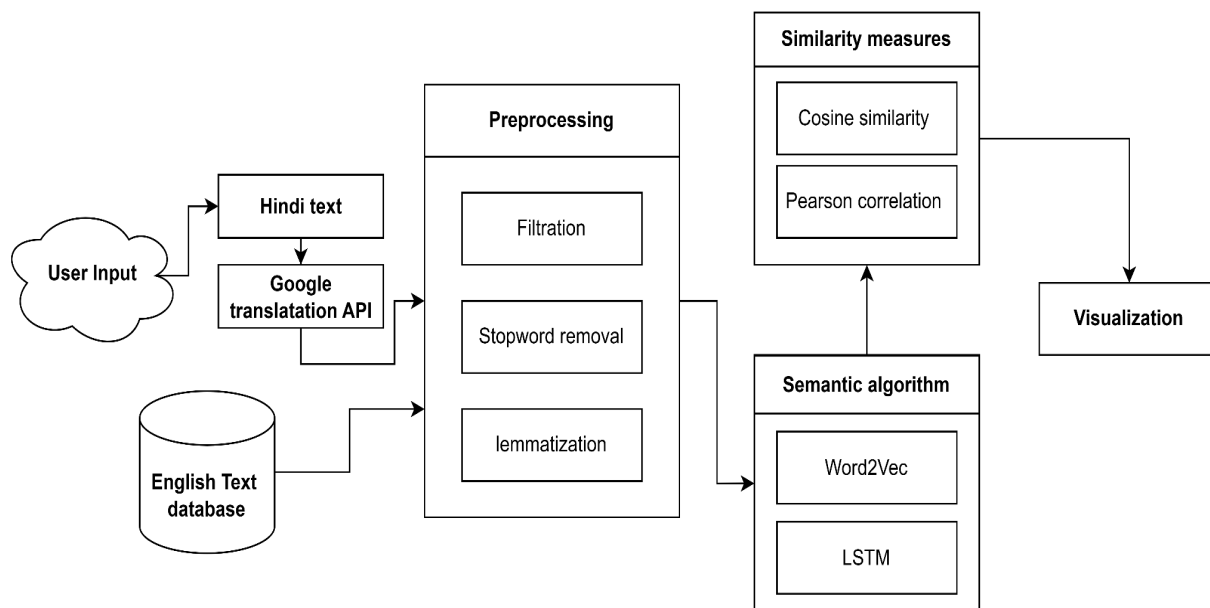 User Input
Hindi text
Google
translatation API
English Text
database
Preprocessing
Filtration
Stopword removal
lemmatization
Semantic algorithm
Word2Vec
LSTM
Similarity measures
Cosine similarity
Pearson correlation
Visualization